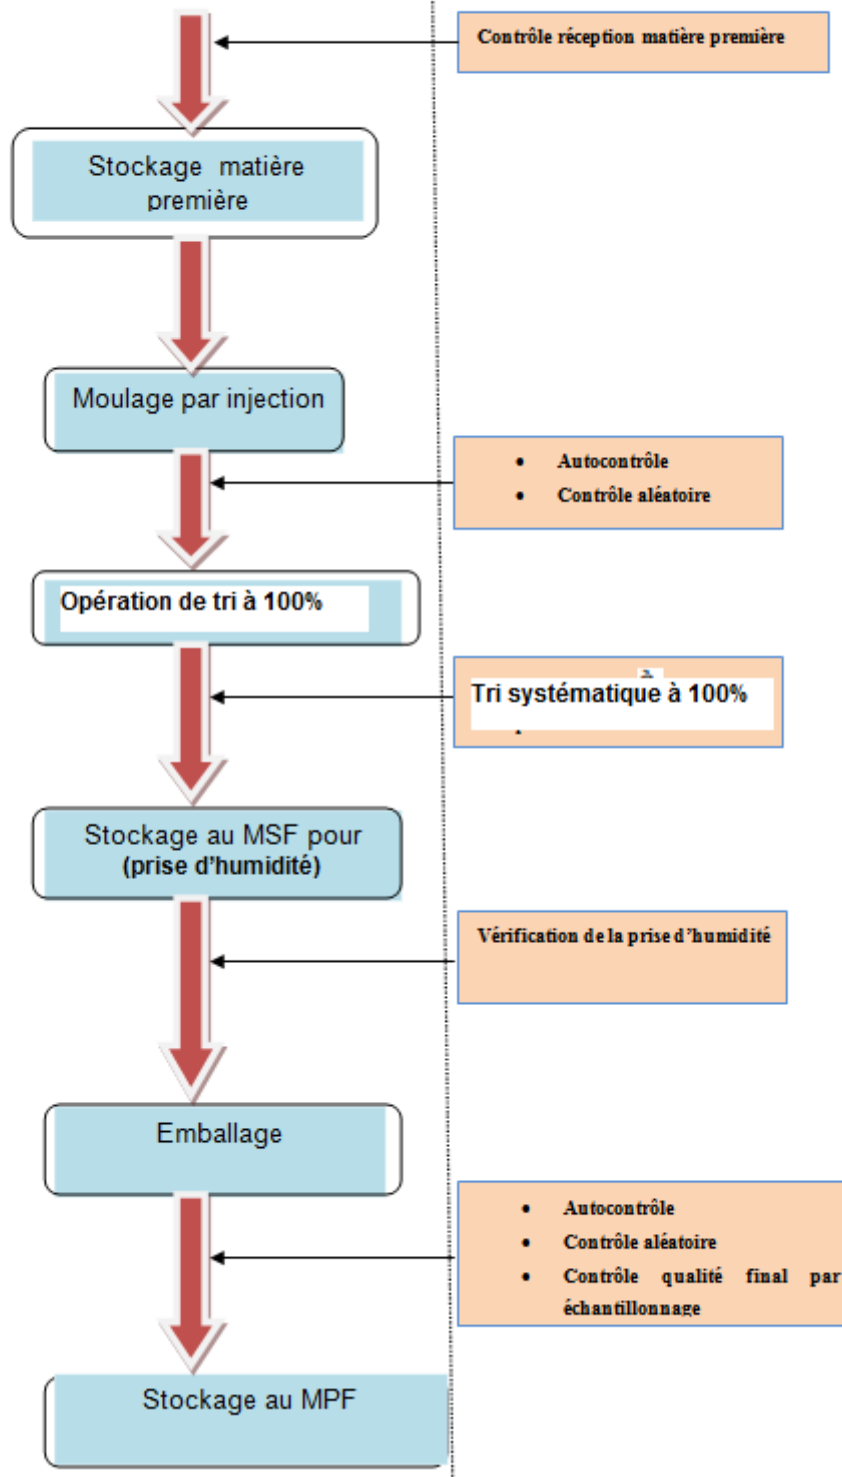 Contrôle réception matière première
Stockage matière
première
Moulage par injection
• Autocontrôle
• Contrôle aléatoire
Opération de tri à 100%
Tri systématique à 100%
Stockage au MSF pour
(prise d'humidité)
Vérification de la prise d'humidité
Emballage
• Autocontrôle
• Contrôle aléatoire
• Contrôle qualité final par
échantillonnage
Stockage au MPF